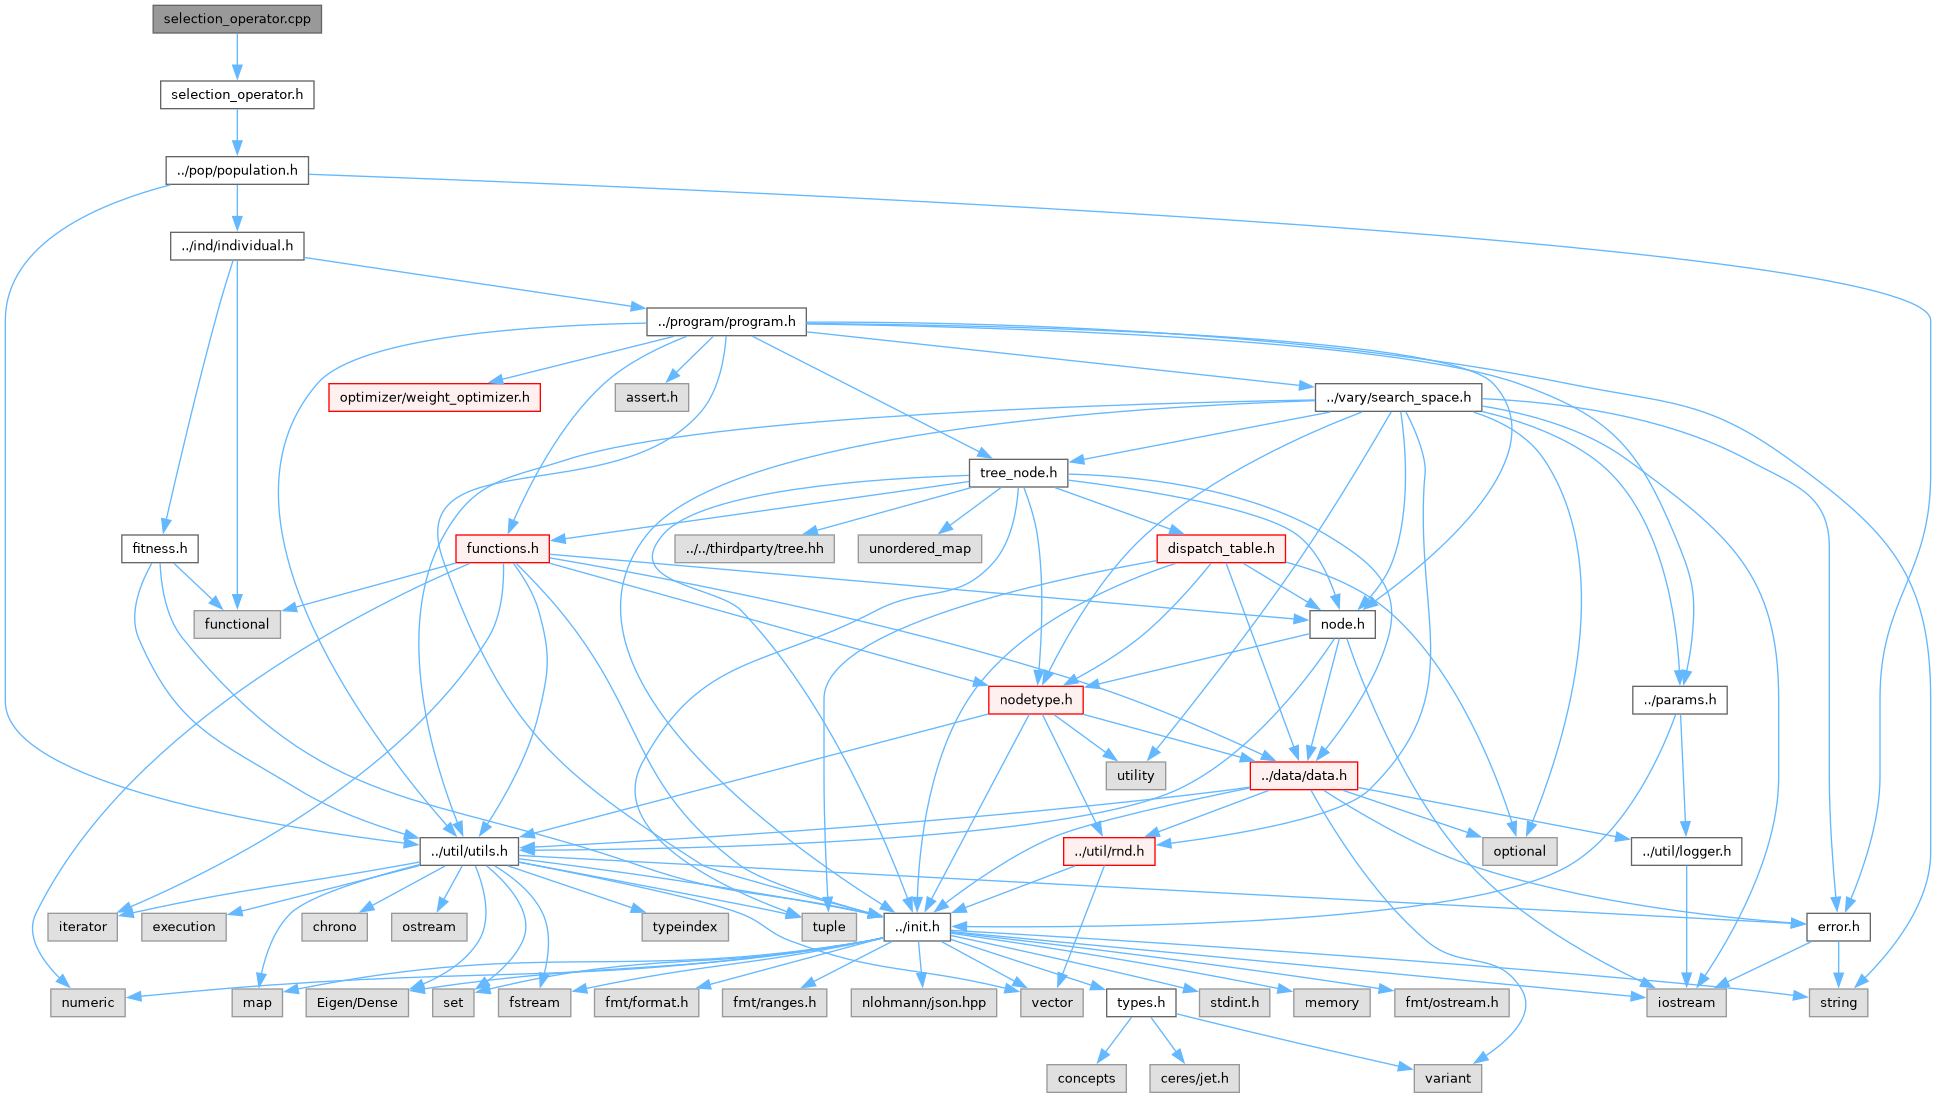 selection_operator.cpp
selection_operator.h
../pop/population.h
../ind/individual.h
../program/program.h
optimizer/weight_optimizer.h
assert.h
../vary/search_space.h
tree_node.h
fitness.h
functions.h
../../thirdparty/tree.hh
unordered_map
dispatch_table.h
functional
node.h
nodetype.h
../params.h
utility
../data/data.h
../util/utils.h
../util/rnd.h
optional
../util/logger.h
iterator
execution
chrono
ostream
typeindex
tuple
../init.h
error.h
numeric
map
Eigen/Dense
set
fstream
fmt/format.h
fmt/ranges.h
nlohmann/json.hpp
vector
types.h
stdint.h
memory
fmt/ostream.h
iostream
string
concepts
ceres/jet.h
variant